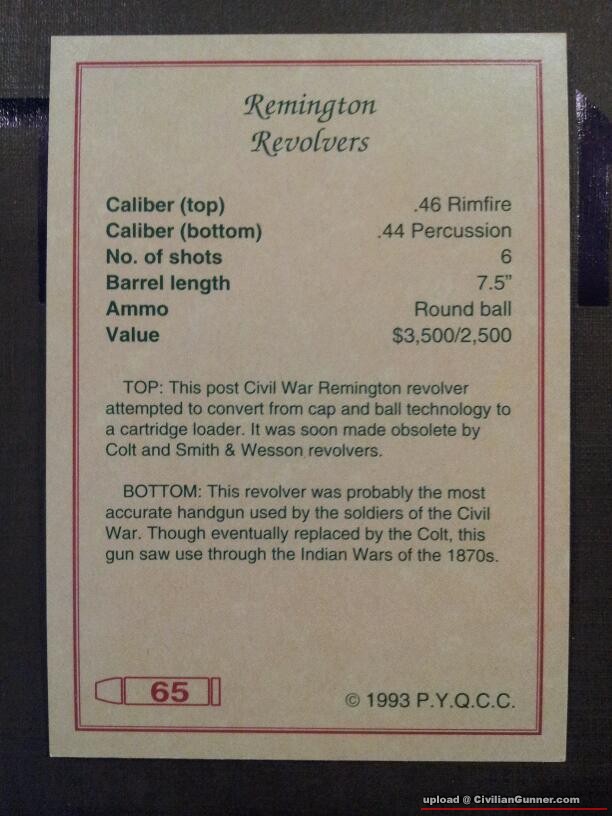 Remington
Revolvers
Caliber (top) .46 Rimfire
Caliber (bottom) .44 Percussion
No. of shots 6
Barrel length 7.5”
Ammo Round ball
Value $3,500/2,500
TOP: This post Civil War Remington revolver
attempted to convert from cap and ball technology to
a cartridge loader. It was soon made obsolete by
Colt and Smith & Wesson revolvers.
BOTTOM: This revolver was probably the most
accurate handgun used by the soldiers of the Civil
War. Though eventually replaced by the Colt, this
gun saw use through the Indian Wars of the 1870s.
65
© 1993 P.Y.Q.C.C.
upload @ CivilianGunner.com